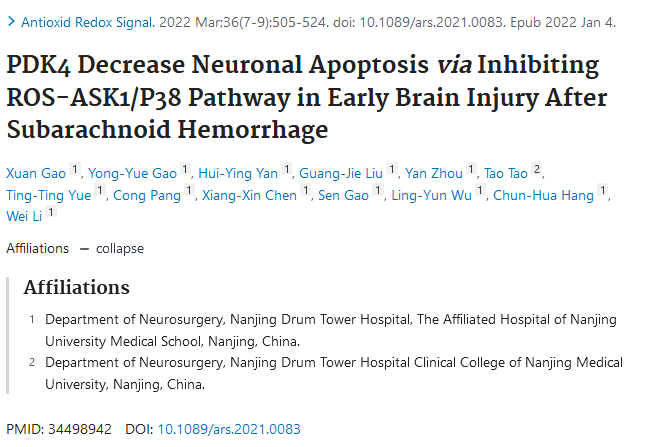 > Antioxid Redox Signal. 2022 Mar;36(7-9):505-524. doi: 10.1089/ars.2021.0083. Epub 2022 Jan 4.
PDK4 Decrease Neuronal Apoptosis via Inhibiting
ROS-ASK1/P38 Pathway in Early Brain Injury After
Subarachnoid Hemorrhage
Xuan Gao 1, Yong-Yue Gao 1, Hui-Ying Yan 1, Guang-Jie Liu 1, Yan Zhou 1, Tao Tao 2,
Ting-Ting Yue 1, Cong Pang 1, Xiang-Xin Chen 1, Sen Gao 1, Ling-Yun Wu 1, Chun-Hua Hang 1,
Wei Li 1
Affiliations — collapse
Affiliations
1 Department of Neurosurgery, Nanjing Drum Tower Hospital, The Affiliated Hospital of Nanjing
University Medical School, Nanjing, China.
2 Department of Neurosurgery, Nanjing Drum Tower Hospital Clinical College of Nanjing Medical
University, Nanjing, China.
PMID: 34498942 DOI: 10.1089/ars.2021.0083